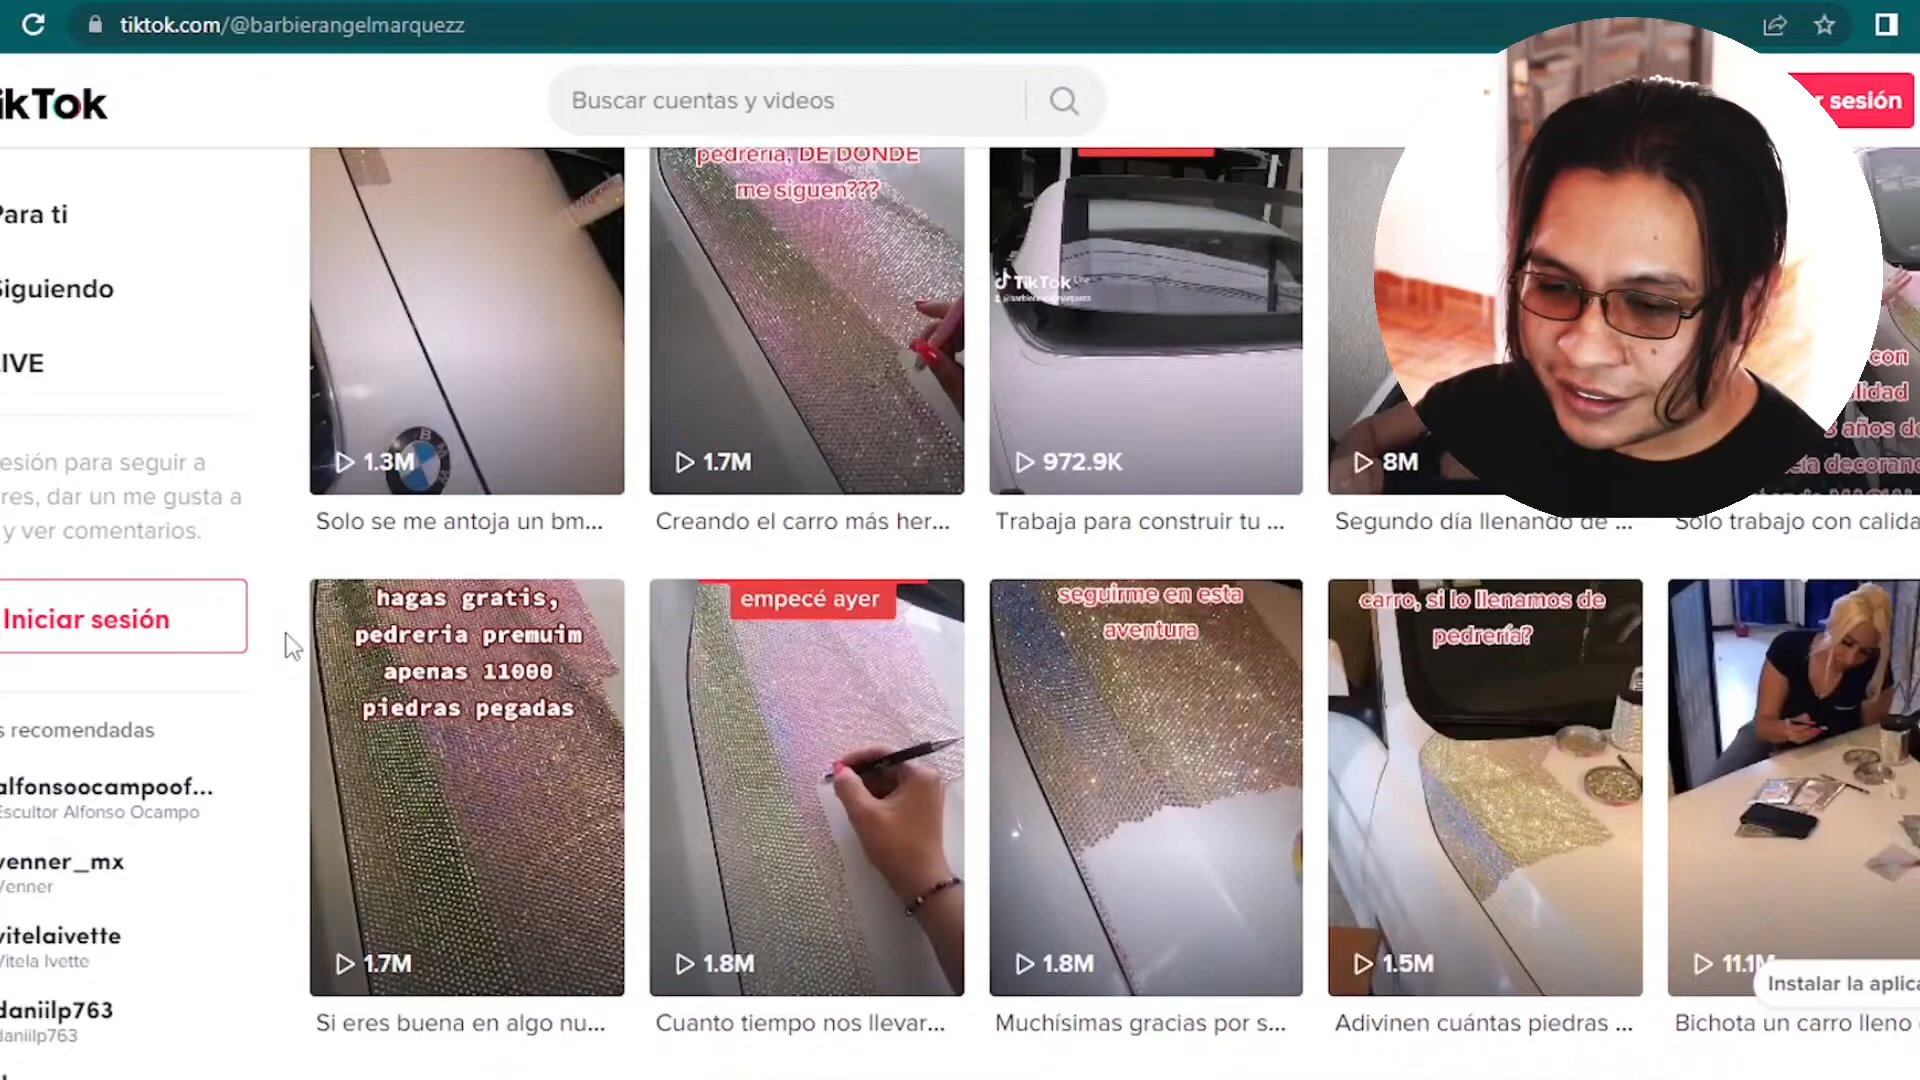 tiktok.com/@barbierangelmarquezz
ikTok
Buscar cuentas y videos
sesión
Para ti
Siguiendo
LIVE
esión para seguir a
res, dar un me gusta a
y ver comentarios.
Iniciar sesión
s recomendadas
alfonsoocampoof...
Escultor Alfonso Ocampo
venner_mx
Venner
vitelaivette
Vitela Ivette
daniilp763
daniilp763
1.3M
Solo se me antoja un bm...
pedreria, DE DONDE
me siguen???
1.7M
Creando el carro más her...
TikTok
972.9K
Trabaja para construir tu ...
8M
Segundo día llenando de ...
con
lidad
años de
decorand
Solo trabajo con calida
hagas gratis,
pedreria premuim
apenas 11000
piedras pegadas
1.7M
Si eres buena en algo nu...
empecé ayer
1.8M
Cuanto tiempo nos llevar...
seguirme en esta
aventura
1.8M
Muchísimas gracias por s...
carro, si lo llenamos de
pedrería?
1.5M
Adivinen cuántas piedras ...
11.1M
Instalar la aplica
Bichota un carro lleno